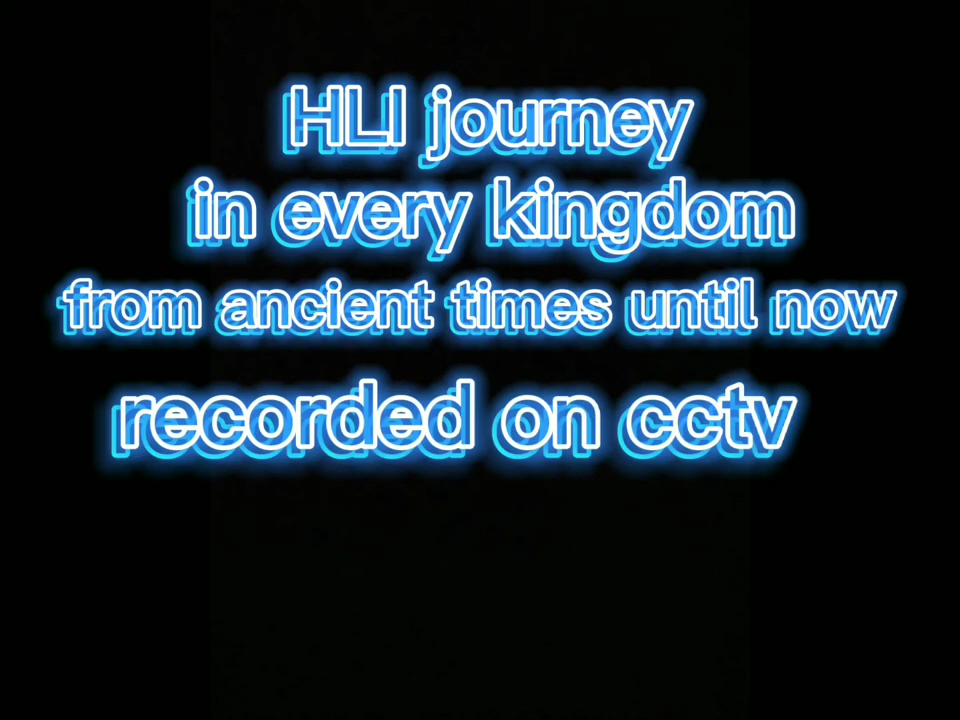 HLI journey
in every kingdom
from ancient times until now
recorded on cctv